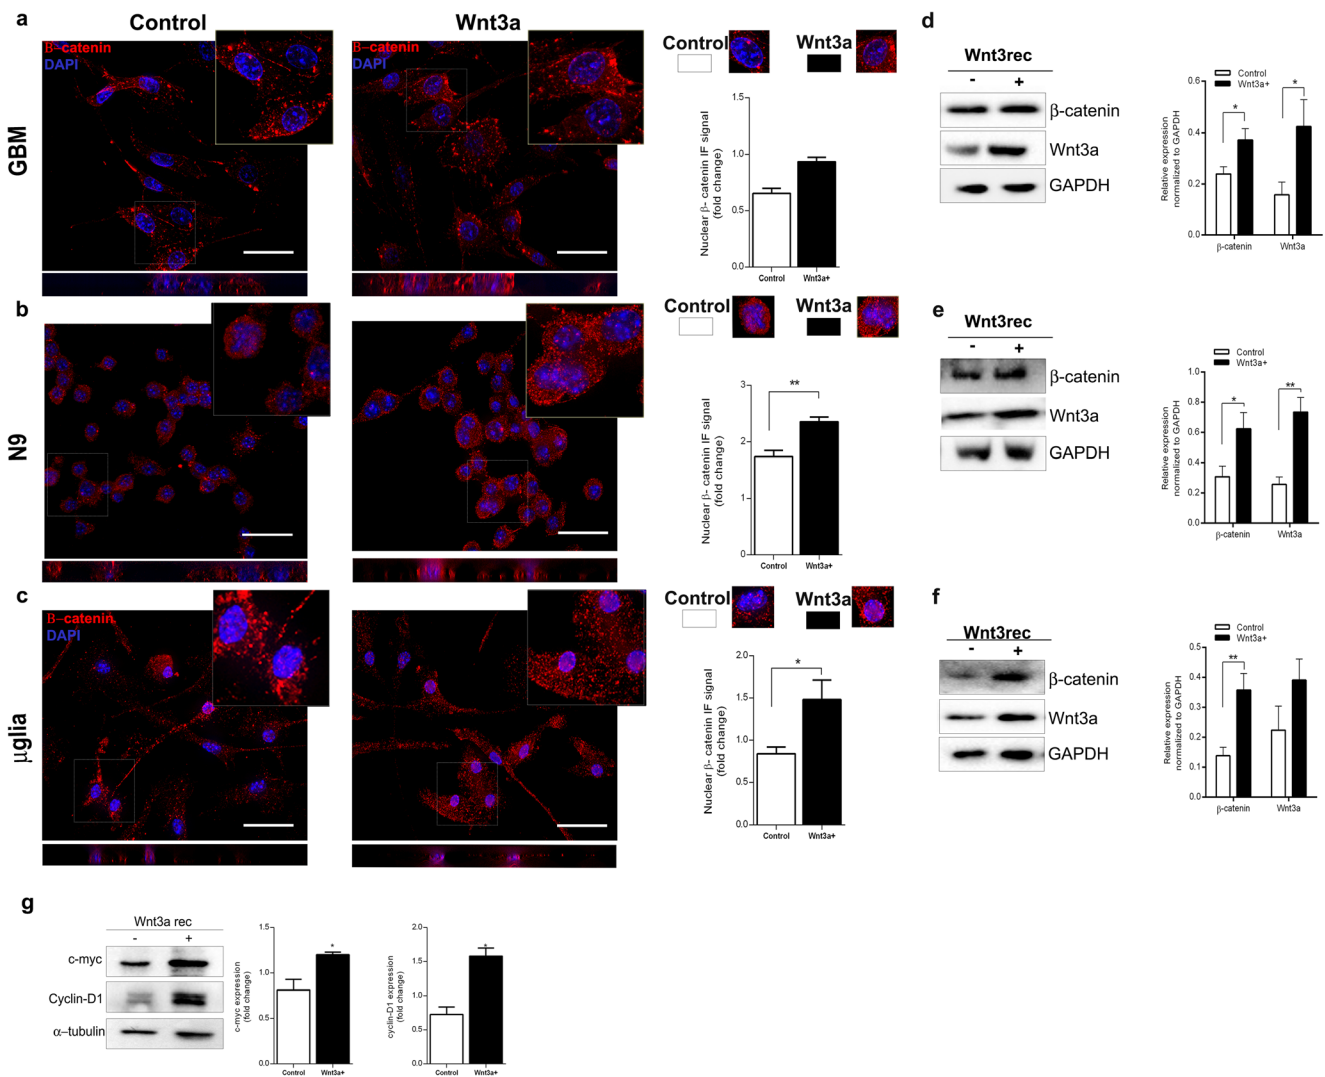 a
Control
Wnt3a
GBM
B–catenin
DAPI
B–catenin
DAPI
Control
Wnt3a
Nuclear β- catenin IF signal
(fold change)
1.5
1.0
0.5
0.0
Control
Wnt3a+
d
Wnt3rec
-
+
β-catenin
Wnt3a
GAPDH
Control
Wnt3a+
Relative expression
normalized to GAPDH
0.6
0.4
0.2
0.0
*
*
β-catenin
Wnt3a
b
N9
Control
Wnt3a
Nuclear β- catenin IF signal
(fold change)
3
2
1
0
**
Control
Wnt3a+
e
Wnt3rec
-
+
β-catenin
Wnt3a
GAPDH
Control
Wnt3a+
Relative expression
normalized to GAPDH
1.0
0.8
0.6
0.4
0.2
0.0
*
**
β-catenin
Wnt3a
c
μglia
B–catenin
DAPI
Control
Wnt3a
Nuclear β- catenin IF signal
(fold change)
2.0
1.5
1.0
0.5
0.0
*
Control
Wnt3a+
f
Wnt3rec
-
+
β-catenin
Wnt3a
GAPDH
Control
Wnt3a+
Relative expression
normalized to GAPDH
0.5
0.4
0.3
0.2
0.1
0.0
**
β-catenin
Wnt3a
g
Wnt3a rec
-
+
c-myc
Cyclin-D1
α–tubulin
c-myc expression
(fold change)
1.5
1.0
0.5
0.0
*
Control
Wnt3a+
cyclin-D1 expression
(fold change)
2.0
1.5
1.0
0.5
0.0
*
Control
Wnt3a+